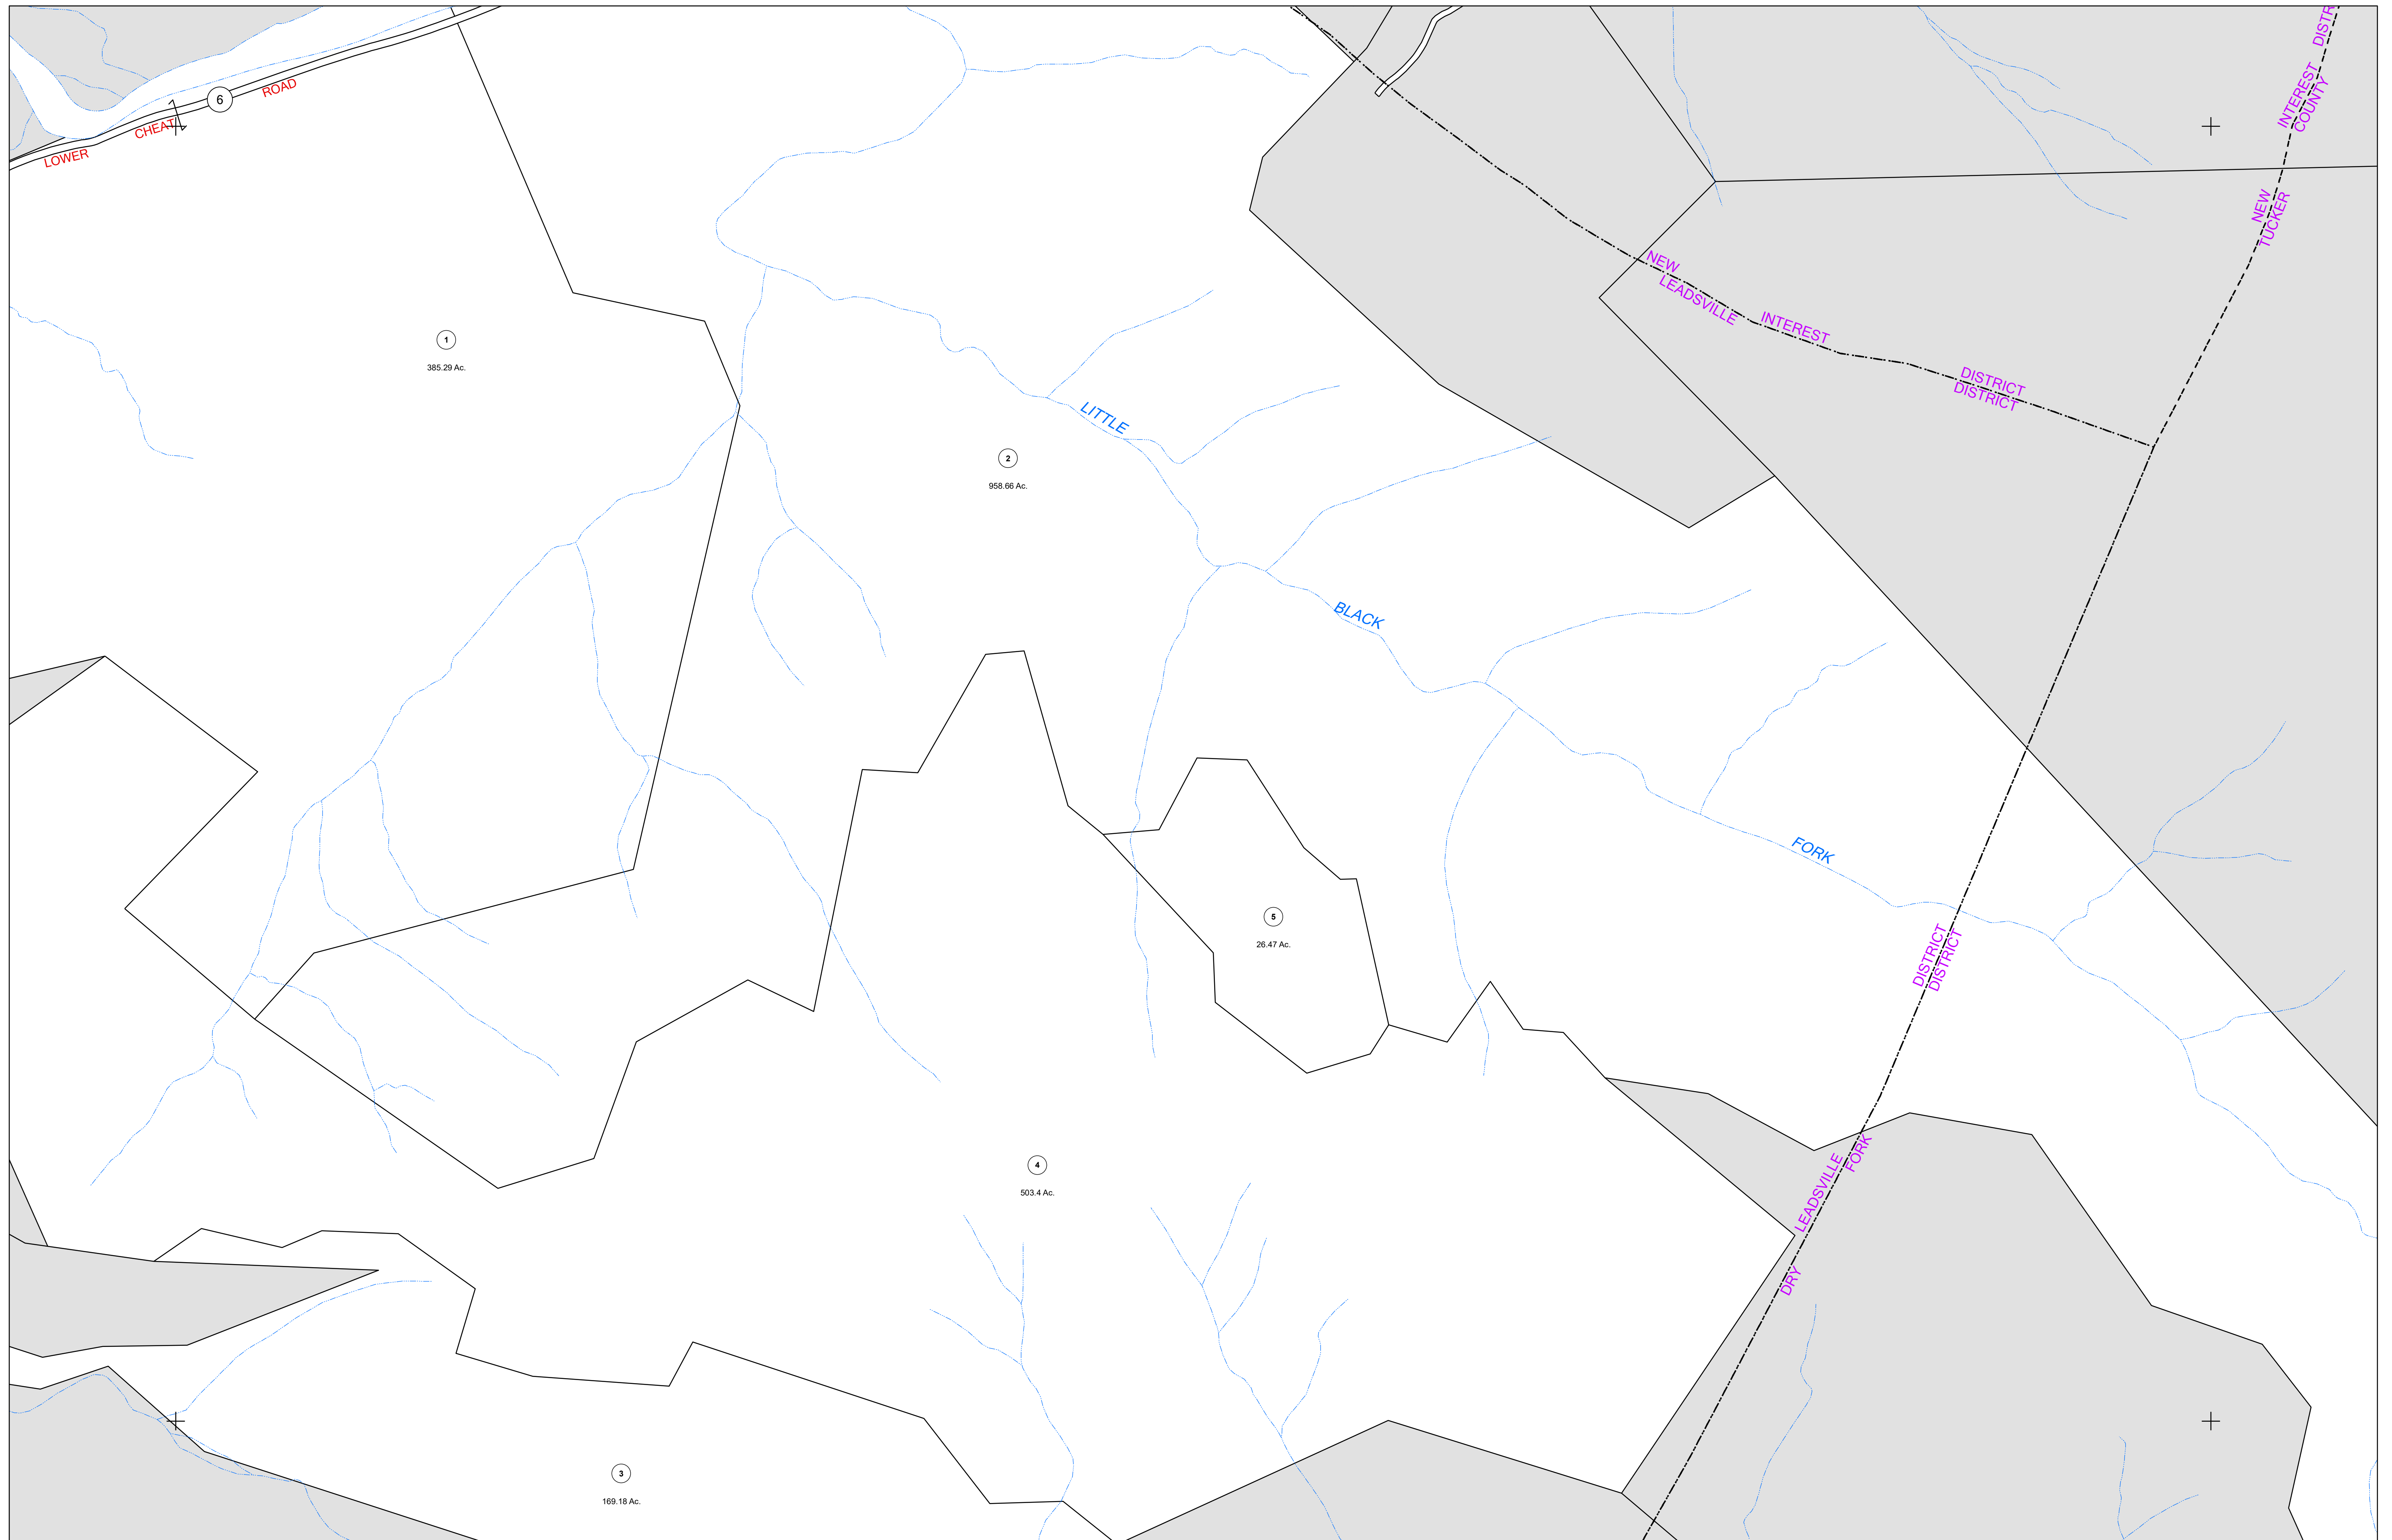 DISTR
INTEREST
COUNTY
6
ROAD
CHEAT
LOWER
NEW
TUCKER
NEW
LEADSVILLE
INTEREST
1
385.29 Ac.
DISTRICT
DISTRICT
LITTLE
2
958.66 Ac.
BLACK
FORK
5
26.47 Ac.
DISTRICT
DISTRICT
FORK
LEADSVILLE
4
503.4 Ac.
DRY
3
169.18 Ac.